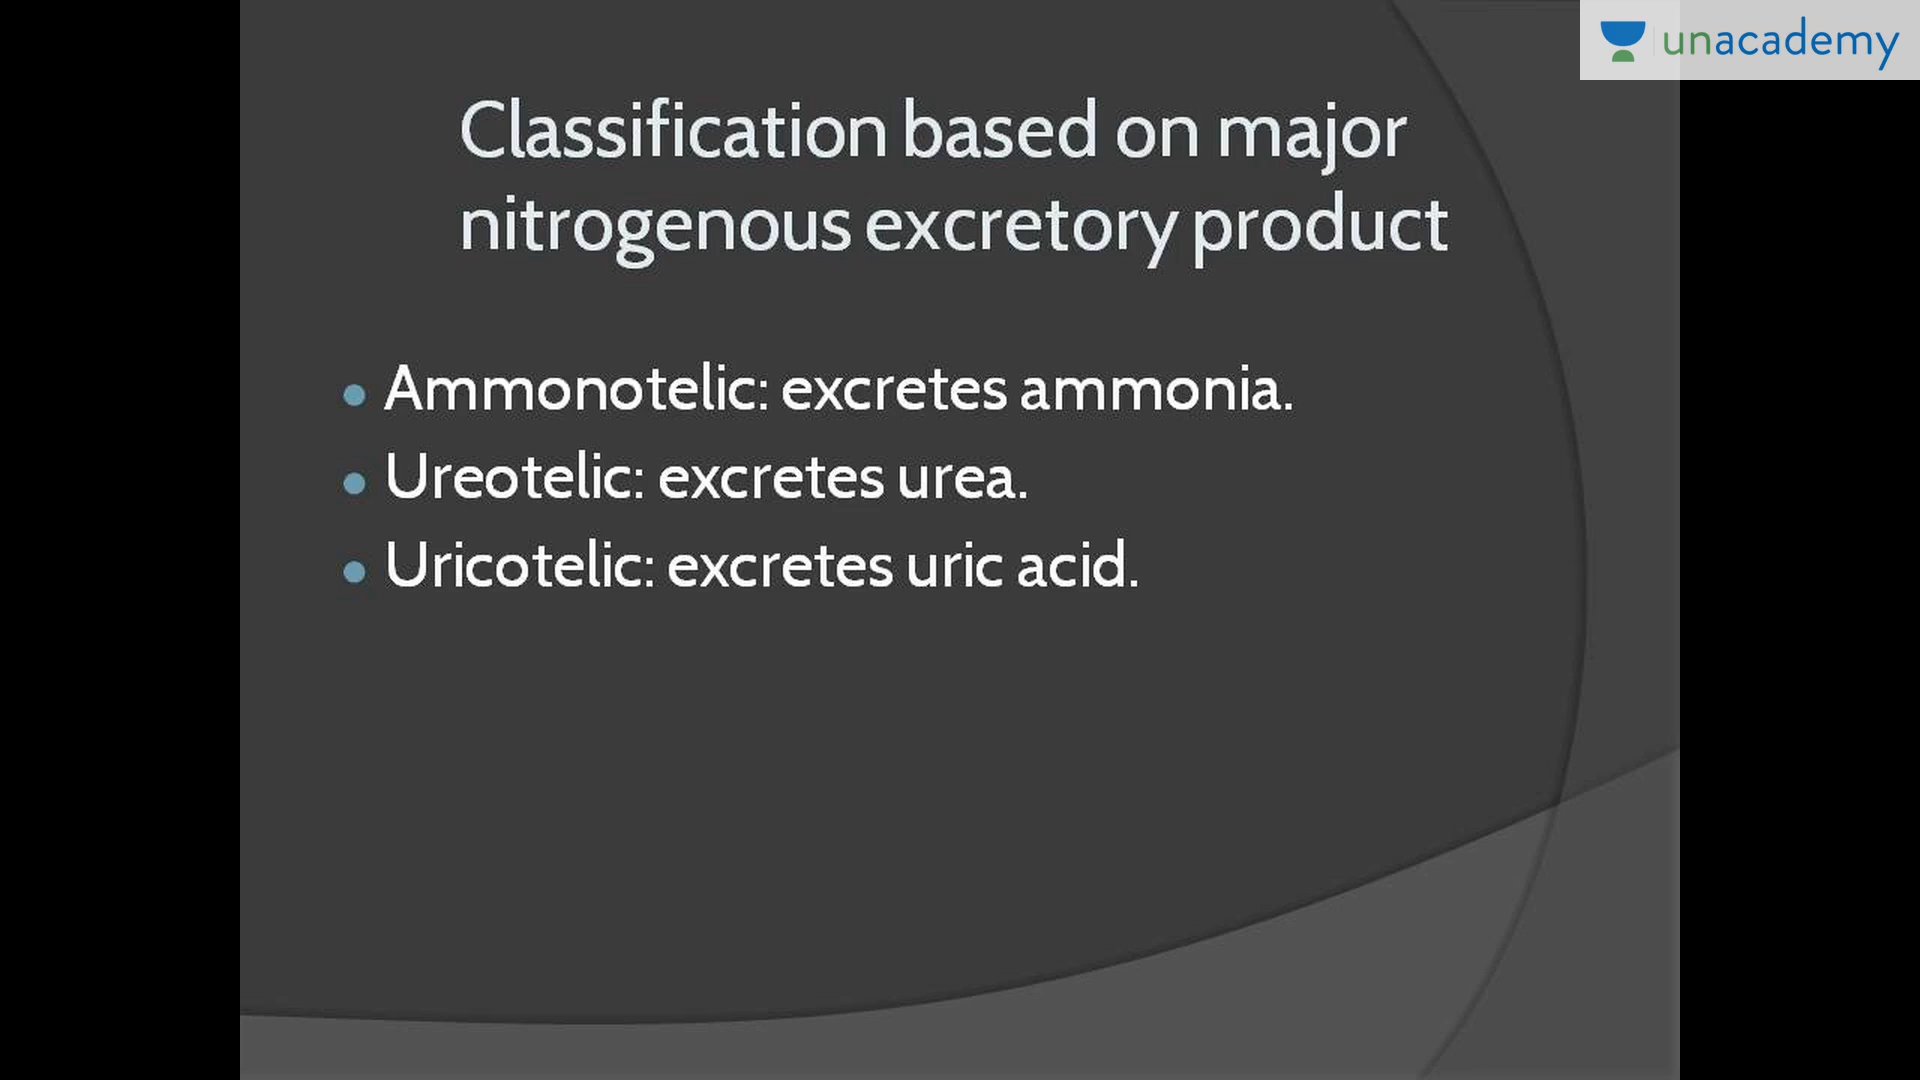 unacademy
Classification based on major
nitrogenous excretory product
• Ammonotelic: excretes ammonia.
• Ureotelic: excretes urea.
• Uricotelic: excretes uric acid.